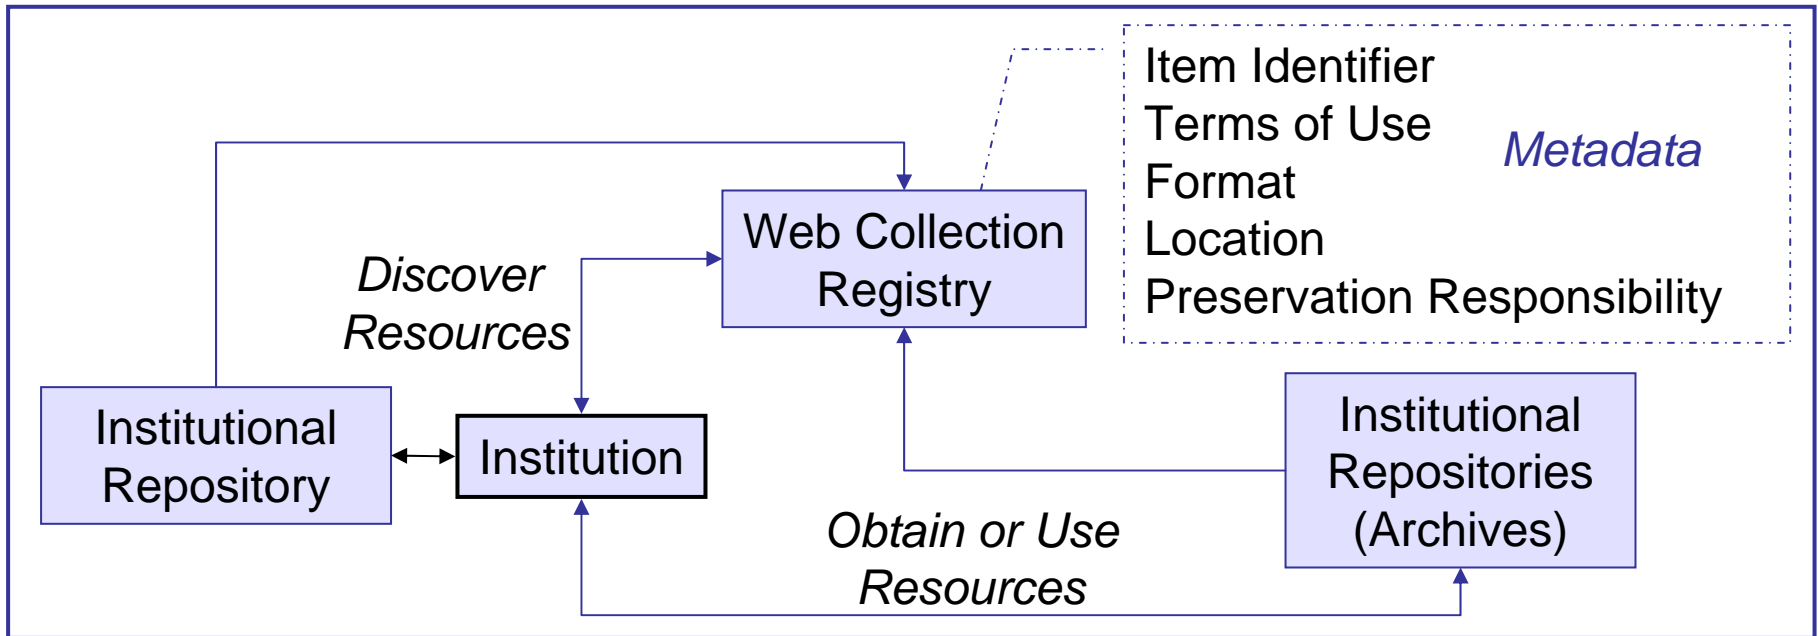 Item Identifier
Terms of Use
Metadata
Format
Location
Preservation Responsibility
Web Collection
Registry
Discover
Resources
Institutional
Repository
Institution
Obtain or Use
Resources
Institutional
Repositories
(Archives)